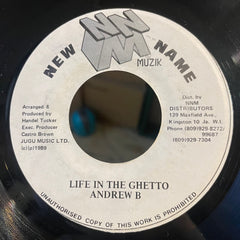 NEW NAME
NNM
MUZIK
Arranged &
Produced by
Handel Tucker
Exec. Producer
Castro Brown
JUGU MUSIC LTD.
(c)(p)1989
Dist. by
NNM
DISTRIBUTORS
129 Maxfield Ave.,
Kingston 10 Ja. W.I.
Phone: (809)929-8272/
99687
(809)929-7304
LIFE IN THE GHETTO
ANDREW B
UNAUTHORISED COPY OF THIS WORK IS PROHIBITED